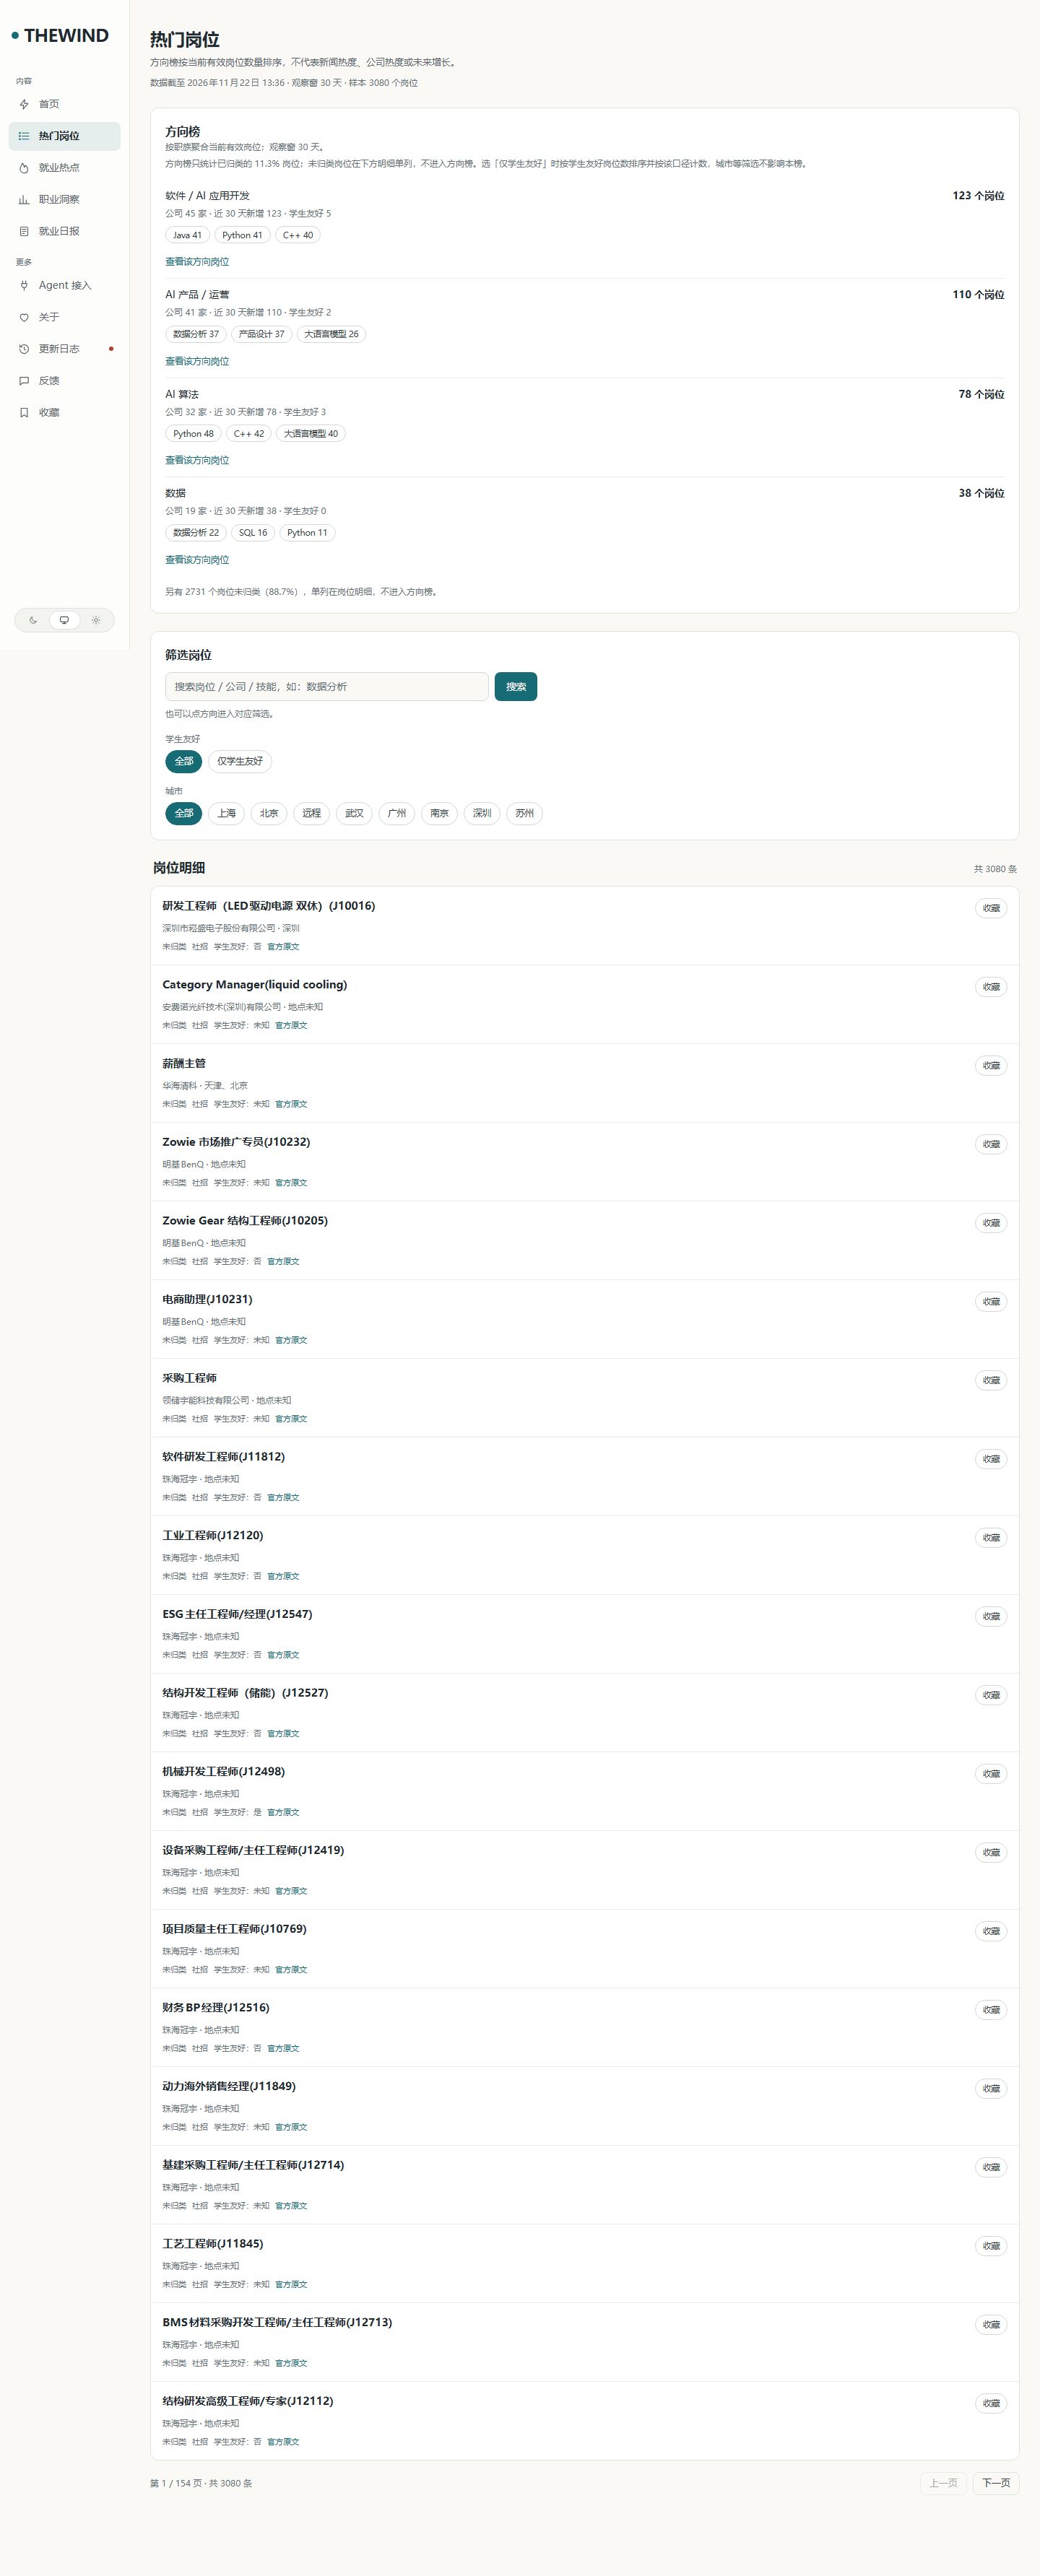 THEWIND
内容
首页
热门岗位
就业热点
职业洞察
就业日报
更多
Agent 接入
关于
更新日志
反馈
收藏
热门岗位
方向榜按当前有效岗位数量排序，不代表新闻热度、公司热度或未来增长。
数据截至 2026年11月22日 13:36 · 观察窗 30 天 · 样本 3080 个岗位
方向榜
按职族聚合当前有效岗位；观察窗 30 天。
方向榜只统计已归类的 11.3% 岗位；未归类岗位在下方明细单列，不进入方向榜。选「仅学生友好」时按学生友好岗位数排序并按该口径计数，城市等筛选不影响本榜。
软件 / AI 应用开发
123 个岗位
公司 45 家 · 近 30 天新增 123 · 学生友好 5
Java 41 Python 41 C++ 40
查看该方向岗位
AI 产品 / 运营
110 个岗位
公司 41 家 · 近 30 天新增 110 · 学生友好 2
数据分析 37 产品设计 37 大语言模型 26
查看该方向岗位
AI 算法
78 个岗位
公司 32 家 · 近 30 天新增 78 · 学生友好 3
Python 48 C++ 42 大语言模型 40
查看该方向岗位
数据
38 个岗位
公司 19 家 · 近 30 天新增 38 · 学生友好 0
数据分析 22 SQL 16 Python 11
查看该方向岗位
另有 2731 个岗位未归类（88.7%），单列在岗位明细，不进入方向榜。
筛选岗位
搜索岗位 / 公司 / 技能，如：数据分析 搜索
也可以点方向进入对应筛选。
学生友好
全部 仅学生友好
城市
全部 上海 北京 远程 武汉 广州 南京 深圳 苏州
岗位明细 共 3080 条
研发工程师（LED驱动电源 双休）(J10016) 收藏
深圳市崧盛电子股份有限公司 · 深圳
未归类 社招 学生友好：否 官方原文
Category Manager(liquid cooling) 收藏
安费诺光纤技术(深圳)有限公司 · 地点未知
未归类 社招 学生友好：未知 官方原文
薪酬主管 收藏
华海清科 · 天津、北京
未归类 社招 学生友好：未知 官方原文
Zowie 市场推广专员(J10232) 收藏
明基BenQ · 地点未知
未归类 社招 学生友好：未知 官方原文
Zowie Gear 结构工程师(J10205) 收藏
明基BenQ · 地点未知
未归类 社招 学生友好：否 官方原文
电商助理(J10231) 收藏
明基BenQ · 地点未知
未归类 社招 学生友好：未知 官方原文
采购工程师 收藏
领储宇能科技有限公司 · 地点未知
未归类 社招 学生友好：未知 官方原文
软件研发工程师(J11812) 收藏
珠海冠宇 · 地点未知
未归类 社招 学生友好：否 官方原文
工业工程师(J12120) 收藏
珠海冠宇 · 地点未知
未归类 社招 学生友好：否 官方原文
ESG主任工程师/经理(J12547) 收藏
珠海冠宇 · 地点未知
未归类 社招 学生友好：否 官方原文
结构开发工程师（储能）(J12527) 收藏
珠海冠宇 · 地点未知
未归类 社招 学生友好：否 官方原文
机械开发工程师(J12498) 收藏
珠海冠宇 · 地点未知
未归类 社招 学生友好：是 官方原文
设备采购工程师/主任工程师(J12419) 收藏
珠海冠宇 · 地点未知
未归类 社招 学生友好：未知 官方原文
项目质量主任工程师(J10769) 收藏
珠海冠宇 · 地点未知
未归类 社招 学生友好：未知 官方原文
财务BP经理(J12516) 收藏
珠海冠宇 · 地点未知
未归类 社招 学生友好：否 官方原文
动力海外销售经理(J11849) 收藏
珠海冠宇 · 地点未知
未归类 社招 学生友好：未知 官方原文
基建采购工程师/主任工程师(J12714) 收藏
珠海冠宇 · 地点未知
未归类 社招 学生友好：未知 官方原文
工艺工程师(J11845) 收藏
珠海冠宇 · 地点未知
未归类 社招 学生友好：未知 官方原文
BMS材料采购开发工程师/主任工程师(J12713) 收藏
珠海冠宇 · 地点未知
未归类 社招 学生友好：未知 官方原文
结构研发高级工程师/专家(J12112) 收藏
珠海冠宇 · 地点未知
未归类 社招 学生友好：否 官方原文
第 1 / 154 页 · 共 3080 条 上一页 下一页